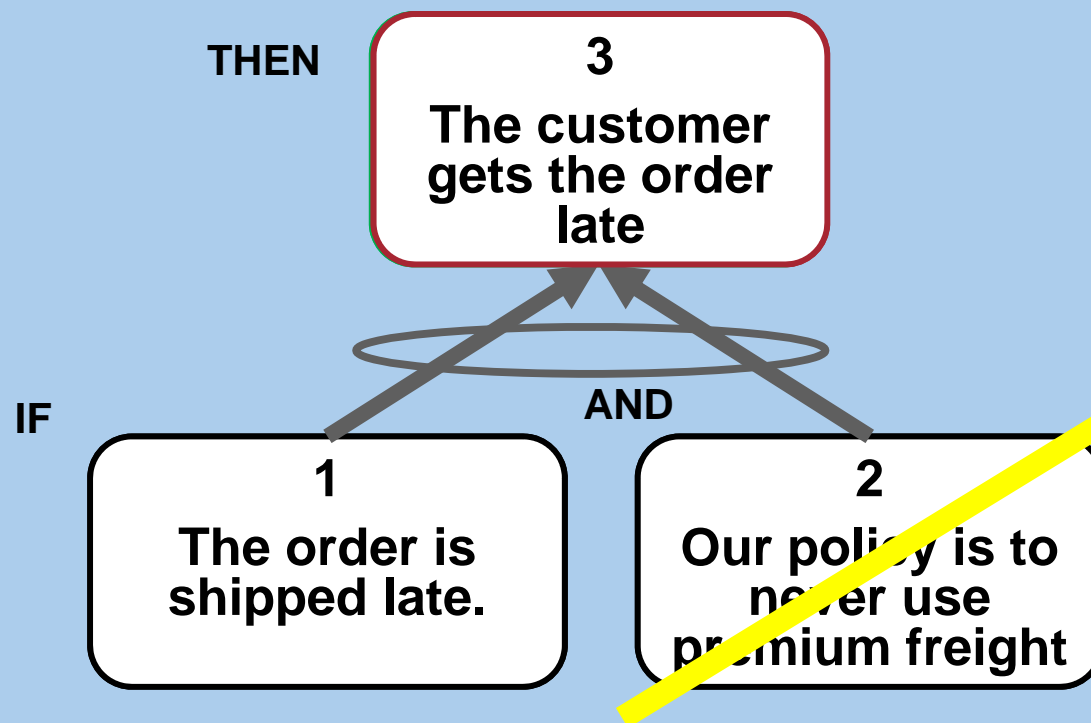 THEN
3
The customer
gets the order
late
IF
AND
1
The order is
shipped late.
2
Our policy is to
never use
premium freight